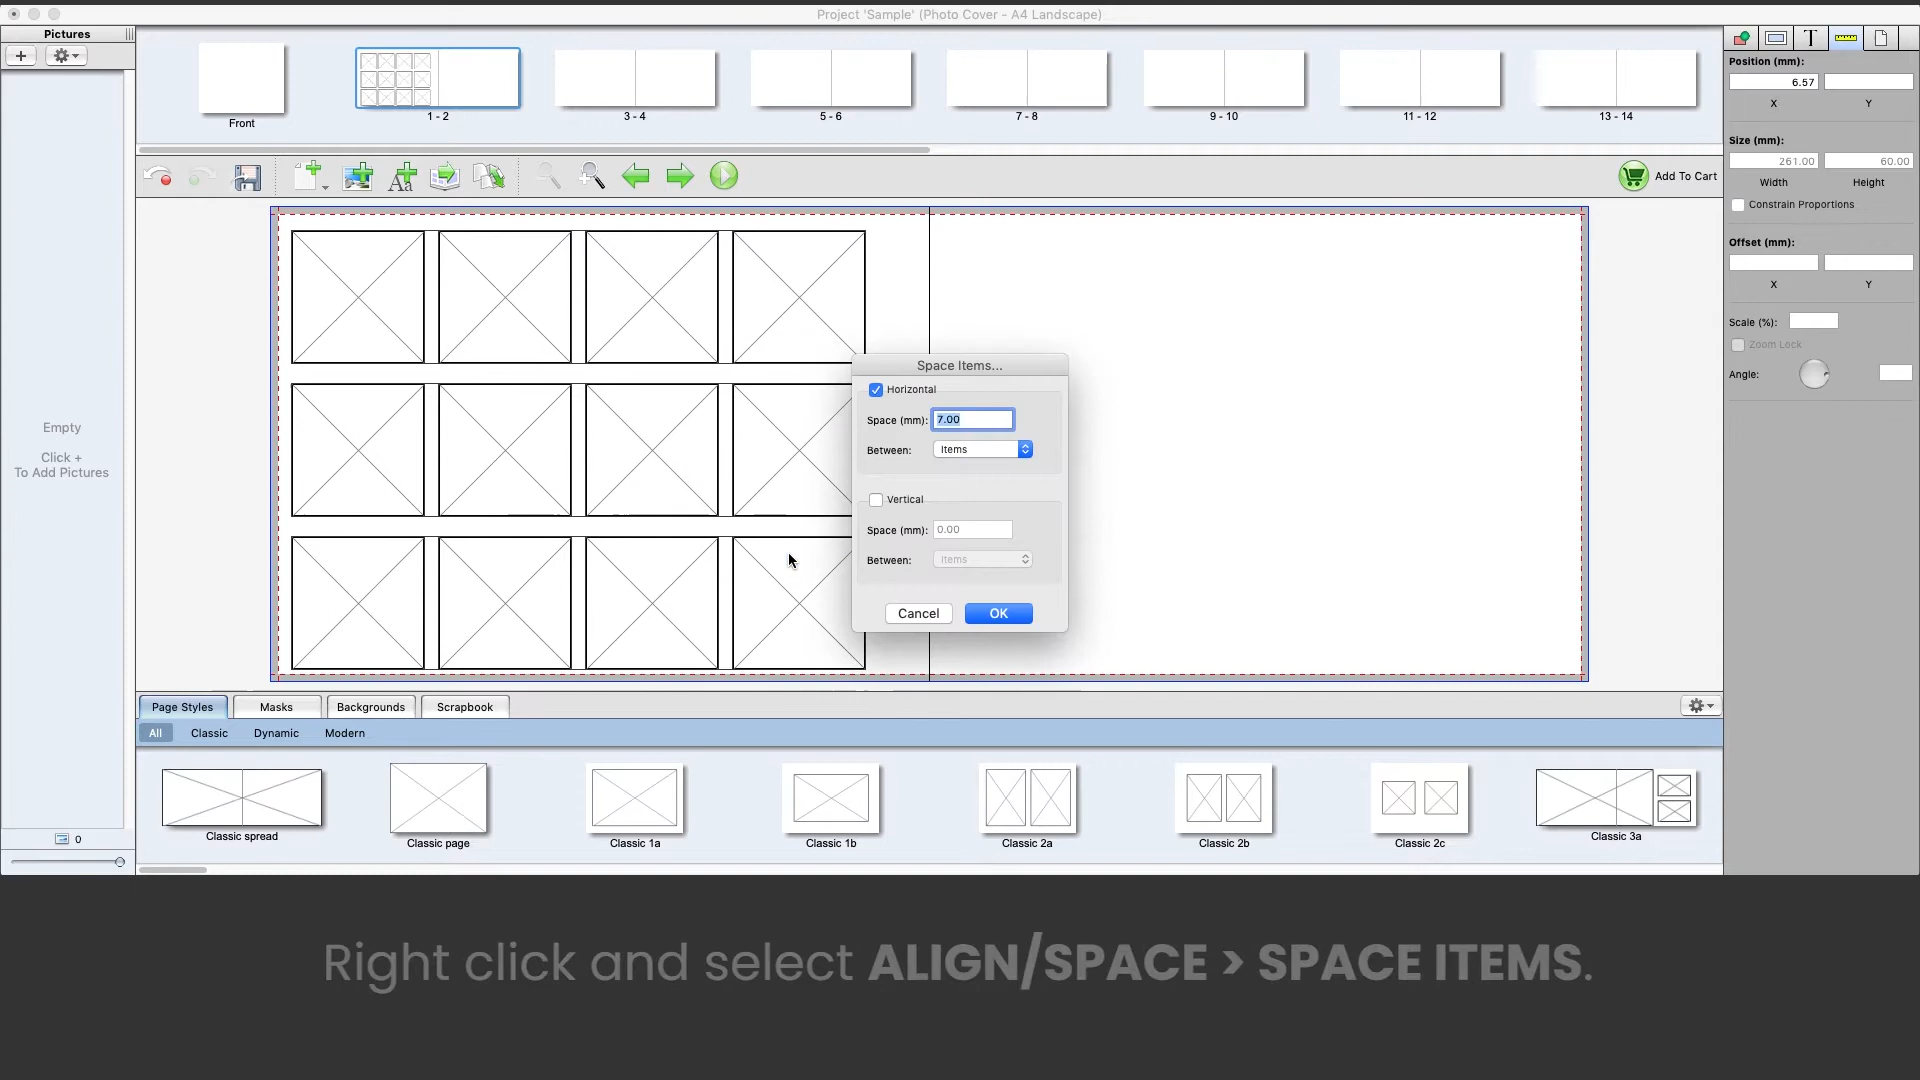 Project 'Sample' (Photo Cover - A4 Landscape)
Pictures
Front
1 - 2
3 - 4
5 - 6
7 - 8
9 - 10
11 - 12
13 - 14
Add To Cart
Position (mm):
6.57
X
Y
Size (mm):
261.00
60.00
Width
Height
Constrain Proportions
Offset (mm):
X
Y
Scale (%):
Zoom Lock
Angle:
Empty
Click +
To Add Pictures
0
Space Items...
Horizontal
Space (mm):
7.00
Between:
Items
Vertical
Space (mm):
0.00
Between:
Items
Cancel
OK
Page Styles
Masks
Backgrounds
Scrapbook
All
Classic
Dynamic
Modern
Classic spread
Classic page
Classic 1a
Classic 1b
Classic 2a
Classic 2b
Classic 2c
Classic 3a
Right click and select ALIGN/SPACE > SPACE ITEMS.